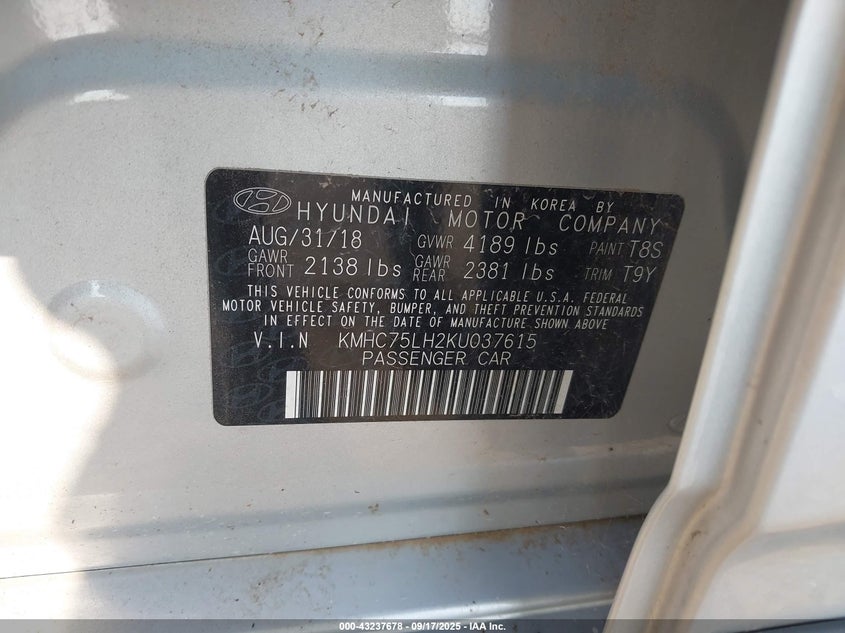 MANUFACTURED IN KOREA BY
HYUNDAI MOTOR COMPANY
AUG/31/18 GVWR 4189 lbs PAINT T8S
GAWR FRONT 2138 lbs GAWR REAR 2381 lbs TRIM T9Y
THIS VEHICLE CONFORMS TO ALL APPLICABLE U.S.A. FEDERAL
MOTOR VEHICLE SAFETY, BUMPER, AND THEFT PREVENTION STANDARDS
IN EFFECT ON THE DATE OF MANUFACTURE SHOWN ABOVE
V.I.N KMHC75LH2KU037615
PASSENGER CAR
000-43237678 - 09/17/2025 - IAA Inc.